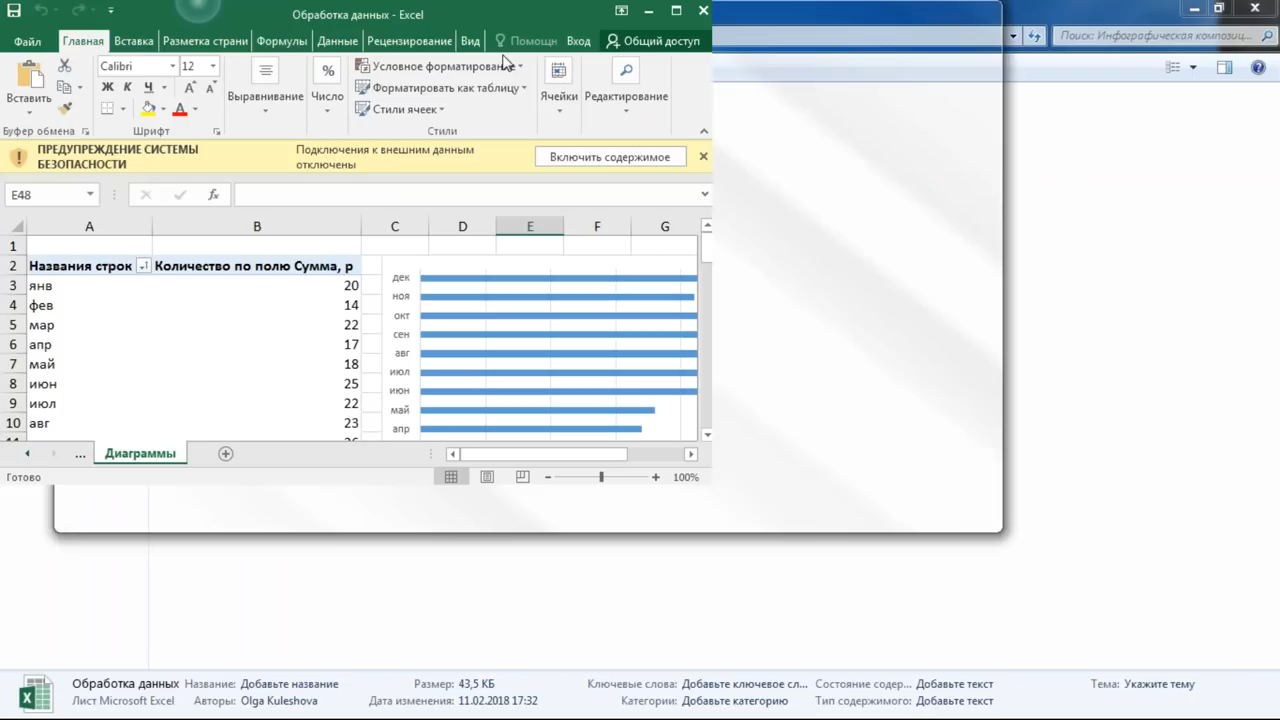 Обработка данных - Excel
Файл Главная Вставка Разметка страни Формулы Данные Рецензирование Вид Помощн Вход Общий доступ
Поиск: Инфографическая композиц...
Вставить
Буфер обмена
Calibri 12
Ж К Ч
Шрифт
Выравнивание
%
Число
Условное форматирован
Форматировать как таблицу
Стили ячеек
Стили
Ячейки
Редактирование
ПРЕДУПРЕЖДЕНИЕ СИСТЕМЫ БЕЗОПАСНОСТИ
Подключения к внешним данным отключены
Включить содержимое
E48
fx
A B C D E F G
1
2 Названия строк Количество по полю Сумма, р
3 янв 20
4 фев 14
5 мар 22
6 апр 17
7 май 18
8 июн 25
9 июл 22
10 авг 23
дек
ноя
окт
сен
авг
июл
июн
май
апр
... Диаграммы
Готово
100%
Обработка данных Название: Добавьте название Размер: 43,5 КБ Ключевые слова: Добавьте ключевое сл... Состояние содер... Добавьте текст Тема: Укажите тему
Лист Microsoft Excel Авторы: Olga Kuleshova Дата изменения: 11.02.2018 17:32 Категории: Добавьте категорию Тип содержимого: Добавьте текст